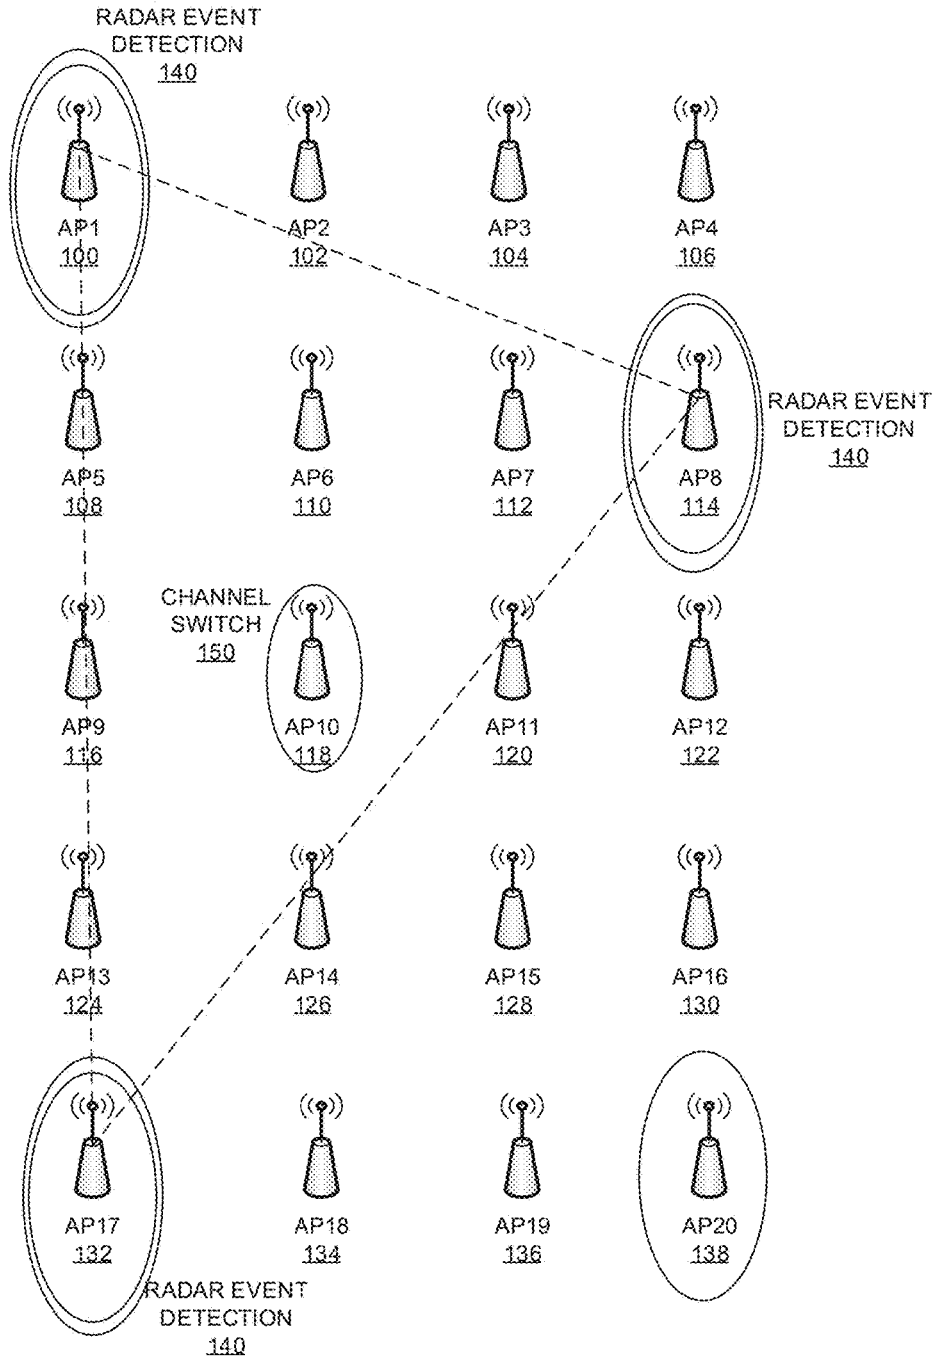 RADAR EVENT
DETECTION
140
AP1
100
AP2
102
AP3
104
AP4
106
AP5
108
AP6
110
AP7
112
AP8
114
RADAR EVENT
DETECTION
140
CHANNEL
SWITCH
150
AP9
116
AP10
118
AP11
120
AP12
122
AP13
124
AP14
126
AP15
128
AP16
130
AP17
132
AP18
134
AP19
136
AP20
138
RADAR EVENT
DETECTION
140